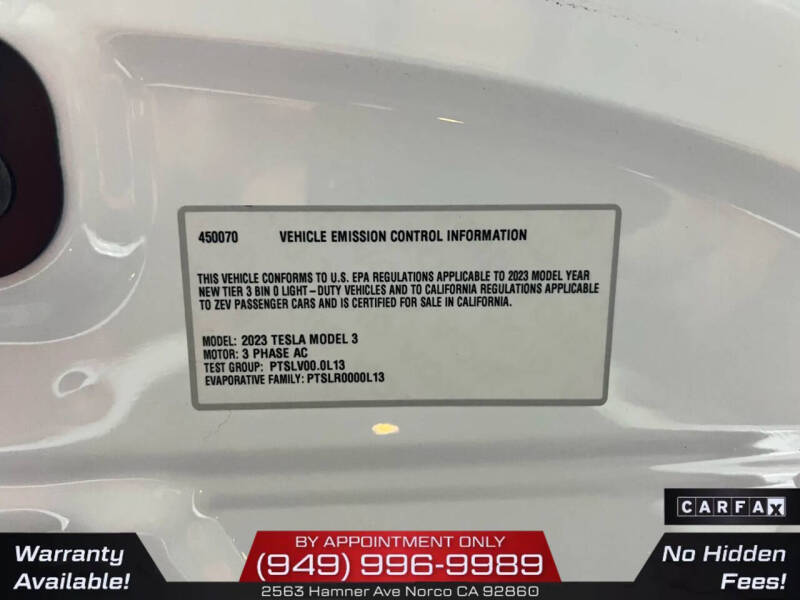 450070 VEHICLE EMISSION CONTROL INFORMATION
THIS VEHICLE CONFORMS TO U.S. EPA REGULATIONS APPLICABLE TO 2023 MODEL YEAR
NEW TIER 3 BIN 0 LIGHT-DUTY VEHICLES AND TO CALIFORNIA REGULATIONS APPLICABLE
TO ZEV PASSENGER CARS AND IS CERTIFIED FOR SALE IN CALIFORNIA.
MODEL: 2023 TESLA MODEL 3
MOTOR: 3 PHASE AC
TEST GROUP: PTSLV00.0L13
EVAPORATIVE FAMILY: PTSLR0000L13
CARFAX
Warranty
Available!
BY APPOINTMENT ONLY
(949) 996-9989
2563 Hamner Ave Norco CA 92860
No Hidden
Fees!